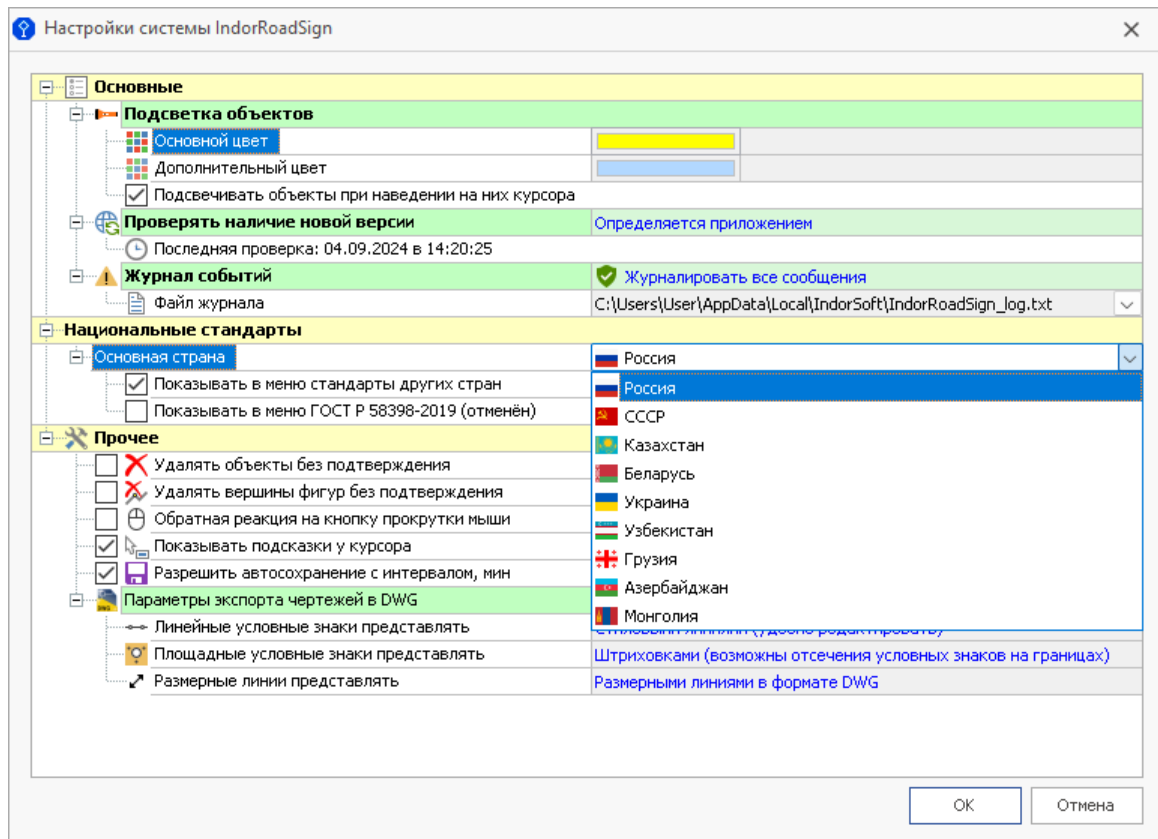 Настройки системы IndorRoadSign
Основные
Подсветка объектов
Основной цвет
Дополнительный цвет
Подсвечивать объекты при наведении на них курсора
Проверять наличие новой версии Определяется приложением
Последняя проверка: 04.09.2024 в 14:20:25
Журнал событий Журналировать все сообщения
Файл журнала C:\Users\User\AppData\Local\IndorSoft\IndorRoadSign_log.txt
Национальные стандарты
Основная страна Россия
Показывать в меню стандарты других стран Россия
Показывать в меню ГОСТ Р 58398-2019 (отменён) СССР
Прочее Казахстан
Удалять объекты без подтверждения Беларусь
Удалять вершины фигур без подтверждения Украина
Обратная реакция на кнопку прокрутки мыши Узбекистан
Показывать подсказки у курсора Грузия
Разрешить автосохранение с интервалом, мин Азербайджан
Параметры экспорта чертежей в DWG Монголия
Линейные условные знаки представлять
Площадные условные знаки представлять Штриховками (возможны отсечения условных знаков на границах)
Размерные линии представлять Размерными линиями в формате DWG
ОК Отмена